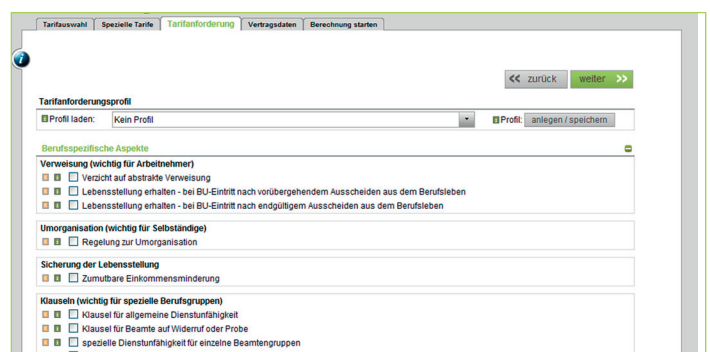 Tarifauswahl Spezielle Tarife Tarifanforderung Vertragsdaten Berechnung starten
zurück weiter
Tarifanforderungsprofil
Profil laden: Kein Profil Profil: anlegen / speichern
Berufsspezifische Aspekte
Verweisung (wichtig für Arbeitnehmer)
Verzicht auf abstrakte Verweisung
Lebensstellung erhalten - bei BU-Eintritt nach vorübergehendem Ausscheiden aus dem Berufsleben
Lebensstellung erhalten - bei BU-Eintritt nach endgültigem Ausscheiden aus dem Berufsleben
Umorganisation (wichtig für Selbständige)
Regelung zur Umorganisation
Sicherung der Lebensstellung
Zumutbare Einkommensminderung
Klauseln (wichtig für spezielle Berufsgruppen)
Klausel für allgemeine Dienstunfähigkeit
Klausel für Beamte auf Widerruf oder Probe
spezielle Dienstunfähigkeit für einzelne Beamtengruppen